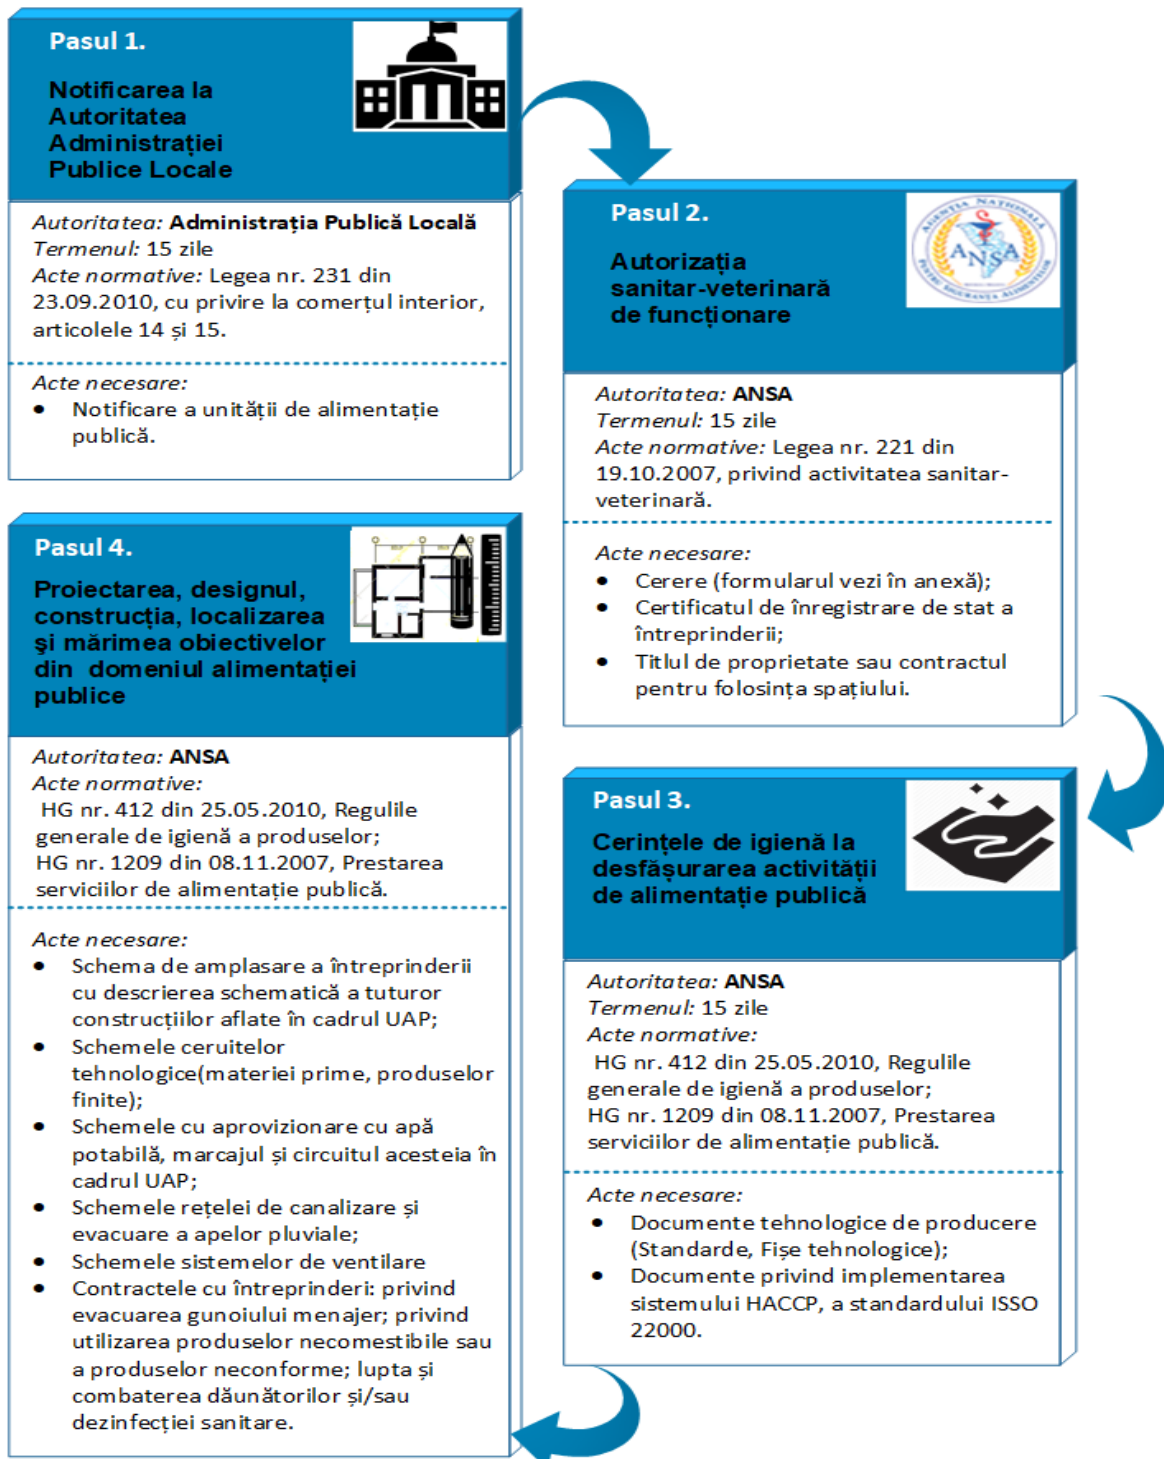 Pasul 1.
Notificarea la
Autoritatea
Administrației
Publice Locale
Autoritatea: Administrația Publică Locală
Termenul: 15 zile
Acte normative: Legea nr. 231 din
23.09.2010, cu privire la comerțul interior,
articolele 14 și 15.
Acte necesare:
• Notificare a unității de alimentație
publică.
Pasul 2.
Autorizația
sanitar-veterinară
de funcționare
AGENȚIA NAȚIONALĂ
ANSA
PENTRU SIGURANȚA ALIMENTELOR
Autoritatea: ANSA
Termenul: 15 zile
Acte normative: Legea nr. 221 din
19.10.2007, privind activitatea sanitar-
veterinară.
Acte necesare:
• Cerere (formularul vezi în anexă);
• Certificatul de înregistrare de stat a
întreprinderii;
• Titlul de proprietate sau contractul
pentru folosința spațiului.
Pasul 3.
Cerințele de igienă la
desfășurarea activității
de alimentație publică
Autoritatea: ANSA
Termenul: 15 zile
Acte normative:
HG nr. 412 din 25.05.2010, Regulile
generale de igienă a produselor;
HG nr. 1209 din 08.11.2007, Prestarea
serviciilor de alimentație publică.
Acte necesare:
• Documente tehnologice de producere
(Standarde, Fișe tehnologice);
• Documente privind implementarea
sistemului HACCP, a standardului ISSO
22000.
Pasul 4.
Proiectarea, designul,
construcția, localizarea
şi mărimea obiectivelor
din domeniul alimentației
publice
Autoritatea: ANSA
Acte normative:
HG nr. 412 din 25.05.2010, Regulile
generale de igienă a produselor;
HG nr. 1209 din 08.11.2007, Prestarea
serviciilor de alimentație publică.
Acte necesare:
• Schema de amplasare a întreprinderii
cu descrierea schematică a tuturor
construcțiilor aflate în cadrul UAP;
• Schemele ceruitelor
tehnologice(materiei prime, produselor
finite);
• Schemele cu aprovizionare cu apă
potabilă, marcajul și circuitul acesteia în
cadrul UAP;
• Schemele rețelei de canalizare și
evacuare a apelor pluviale;
• Schemele sistemelor de ventilare
• Contractele cu întreprinderi: privind
evacuarea gunoiului menajer; privind
utilizarea produselor necomestibile sau
a produselor neconforme; lupta și
combaterea dăunătorilor și/sau
dezinfecției sanitare.